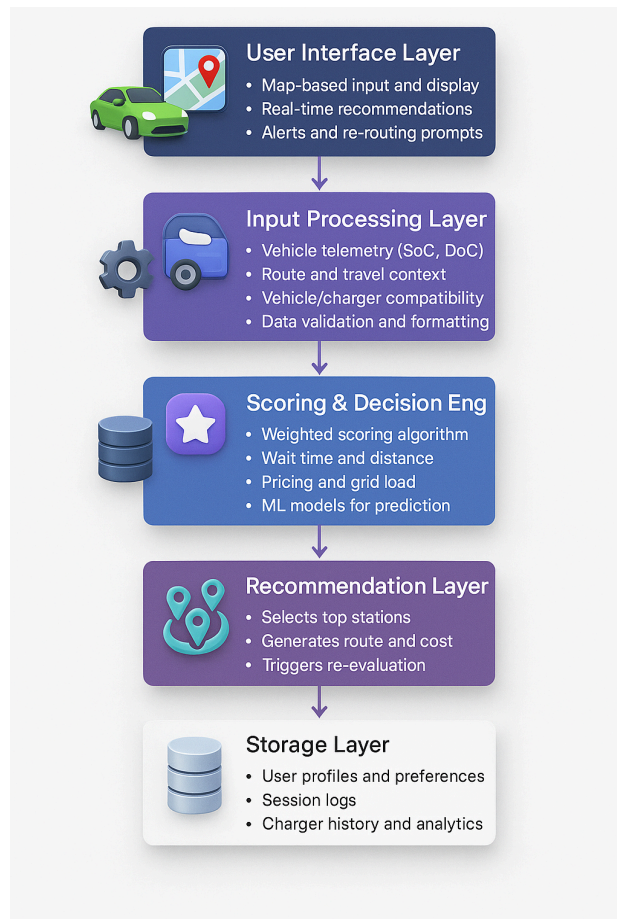 User Interface Layer
• Map-based input and display
• Real-time recommendations
• Alerts and re-routing prompts
Input Processing Layer
• Vehicle telemetry (SoC, DoC)
• Route and travel context
• Vehicle/charger compatibility
• Data validation and formatting
Scoring & Decision Eng
• Weighted scoring algorithm
• Wait time and distance
• Pricing and grid load
• ML models for prediction
Recommendation Layer
• Selects top stations
• Generates route and cost
• Triggers re-evaluation
Storage Layer
• User profiles and preferences
• Session logs
• Charger history and analytics